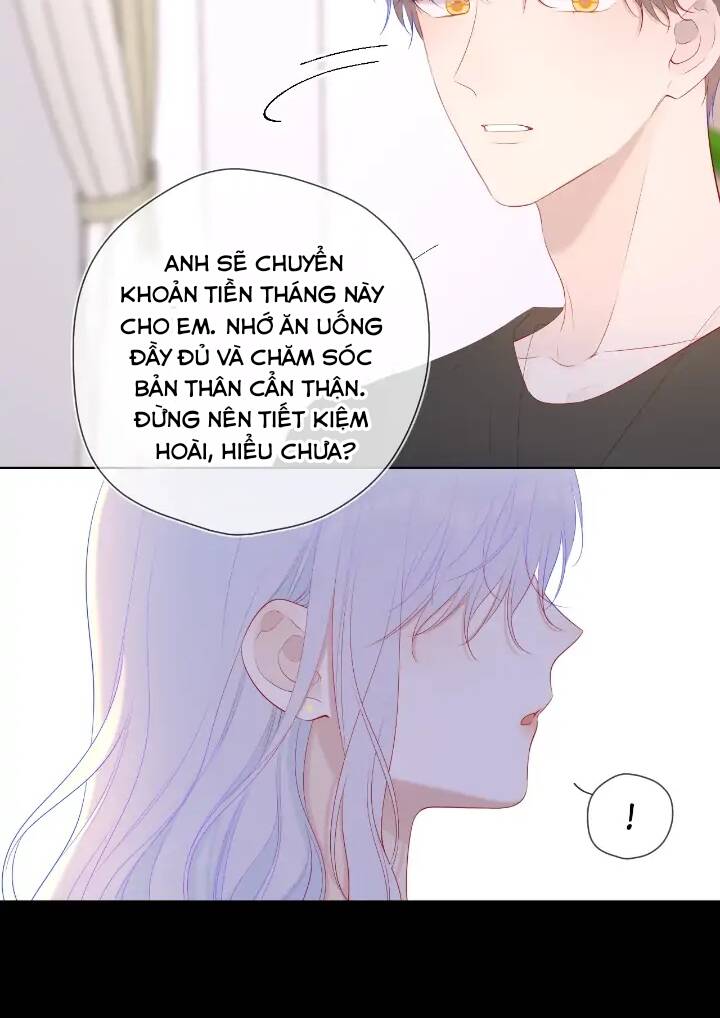 ANH SẼ CHUYỂN
KHOẢN TIỀN THÁNG NÀY
CHO EM. NHỚ ĂN UỐNG
ĐẦY ĐỦ VÀ CHĂM SÓC
BẢN THÂN CẨN THẬN.
ĐỪNG NÊN TIẾT KIỆM
HOÀI, HIỂU CHƯA?
!